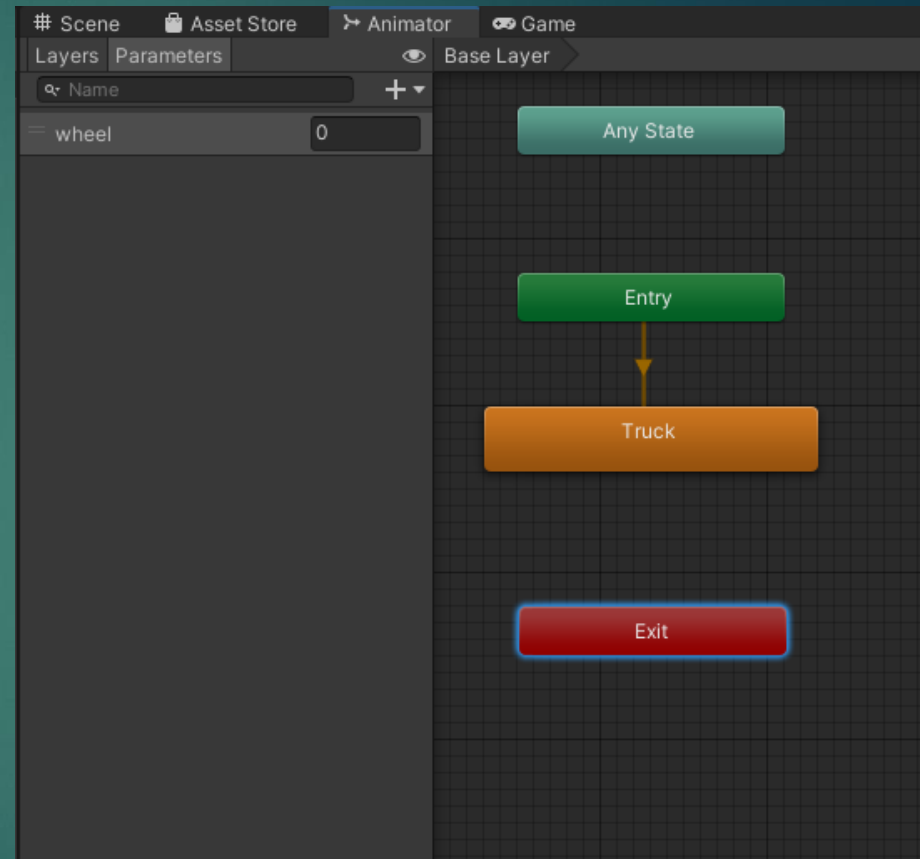 Scene Asset Store Animator Game
Layers Parameters Base Layer
Name
wheel 0
Any State
Entry
Truck
Exit